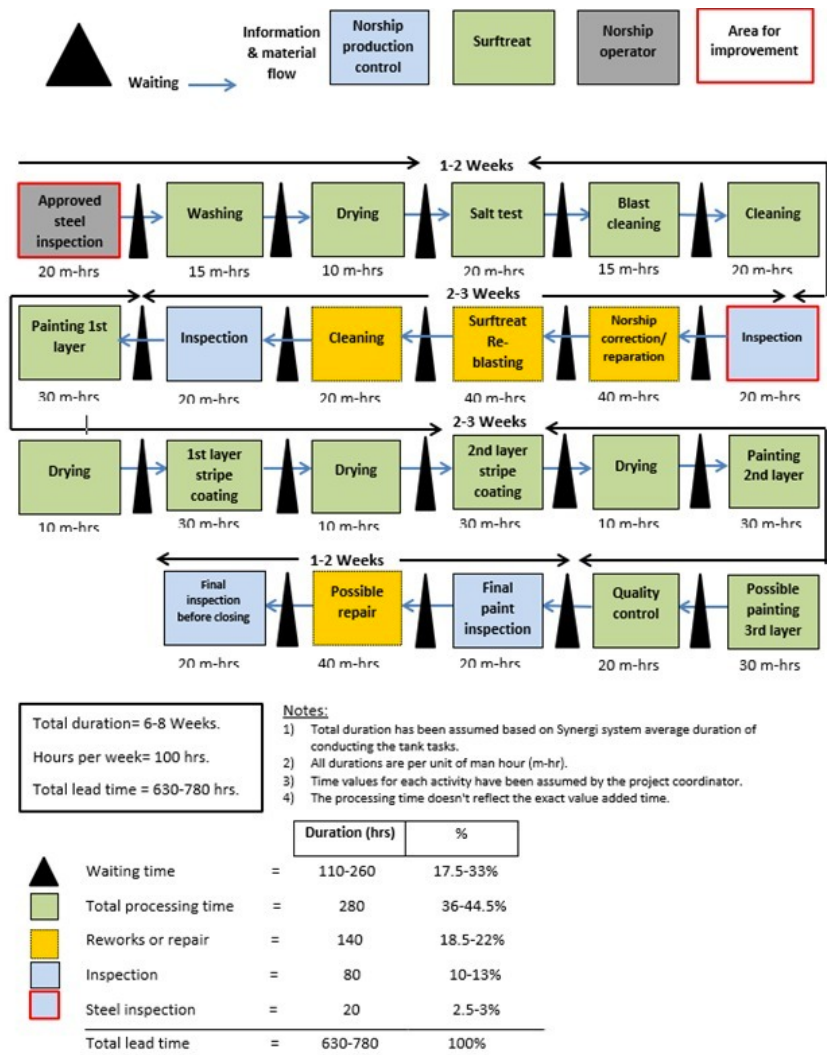 Waiting
Information
& material
flow
Norship
production
control
Surftreat
Norship
operator
Area for
improvement
1-2 Weeks
Approved
steel
inspection
Washing
Drying
Salt test
Blast
cleaning
Cleaning
20 m-hrs
15 m-hrs
10 m-hrs
20 m-hrs
15 m-hrs
20 m-hrs
2-3 Weeks
Painting 1st
layer
Inspection
Cleaning
Surftreat
Re-
blasting
Norship
correction/
reparation
Inspection
30 m-hrs
20 m-hrs
20 m-hrs
40 m-hrs
40 m-hrs
20 m-hrs
2-3 Weeks
Drying
1st layer
stripe
coating
Drying
2nd layer
stripe
coating
Drying
Painting
2nd layer
10 m-hrs
30 m-hrs
10 m-hrs
30 m-hrs
10 m-hrs
30 m-hrs
1-2 Weeks
Final
inspection
before closing
Possible
repair
Final
paint
inspection
Quality
control
Possible
painting
3rd layer
20 m-hrs
40 m-hrs
20 m-hrs
20 m-hrs
30 m-hrs
Total duration= 6-8 Weeks.
Hours per week= 100 hrs.
Total lead time = 630-780 hrs.
Notes:
1) Total duration has been assumed based on Synergi system average duration of
conducting the tank tasks.
2) All durations are per unit of man hour (m-hr).
3) Time values for each activity have been assumed by the project coordinator.
4) The processing time doesn't reflect the exact value added time.
Duration (hrs) %
Waiting time = 110-260 17.5-33%
Total processing time = 280 36-44.5%
Reworks or repair = 140 18.5-22%
Inspection = 80 10-13%
Steel inspection = 20 2.5-3%
Total lead time = 630-780 100%